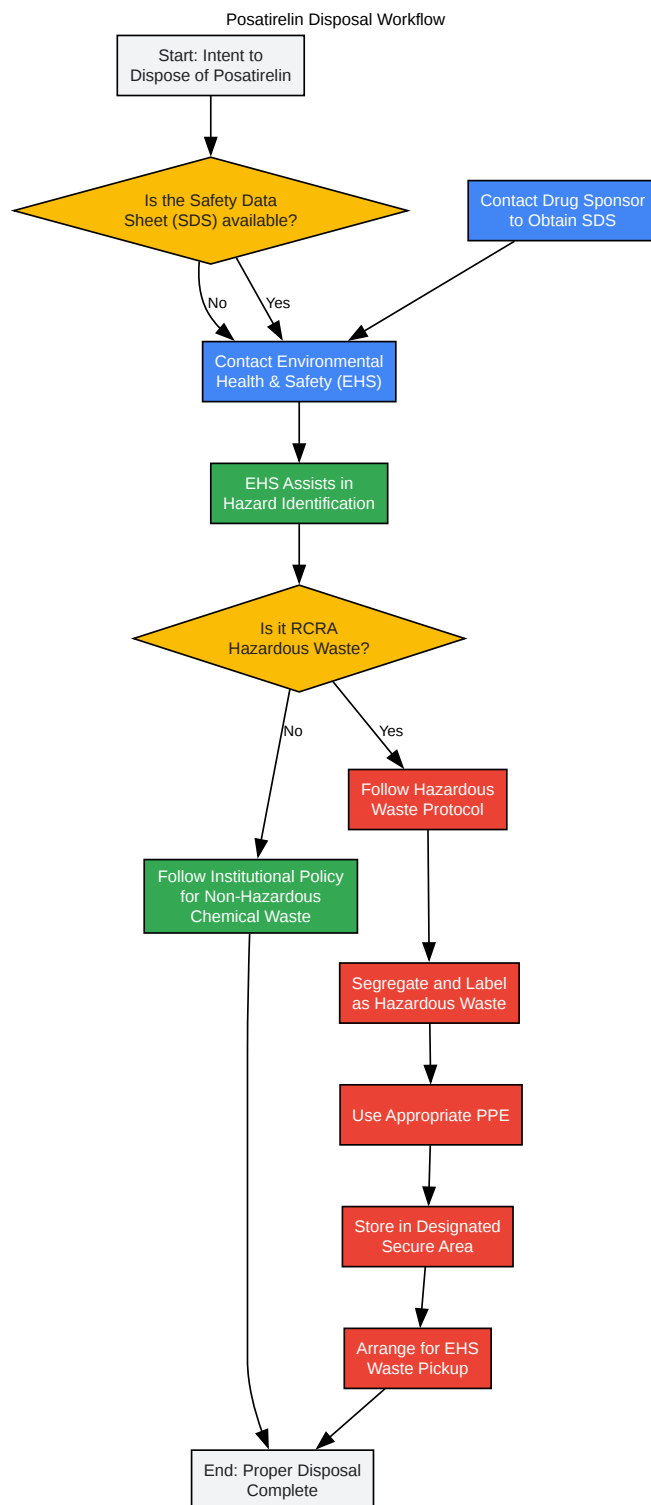 Posatirelin Disposal Workflow
Start: Intent to
Dispose of Posatirelin
Is the Safety Data
Sheet (SDS) available?
Contact Drug Sponsor
to Obtain SDS
No
Yes
Contact Environmental
Health & Safety (EHS)
EHS Assists in
Hazard Identification
Is it RCRA
Hazardous Waste?
No
Yes
Follow Hazardous
Waste Protocol
Follow Institutional Policy
for Non-Hazardous
Chemical Waste
Segregate and Label
as Hazardous Waste
Use Appropriate PPE
Store in Designated
Secure Area
Arrange for EHS
Waste Pickup
End: Proper Disposal
Complete